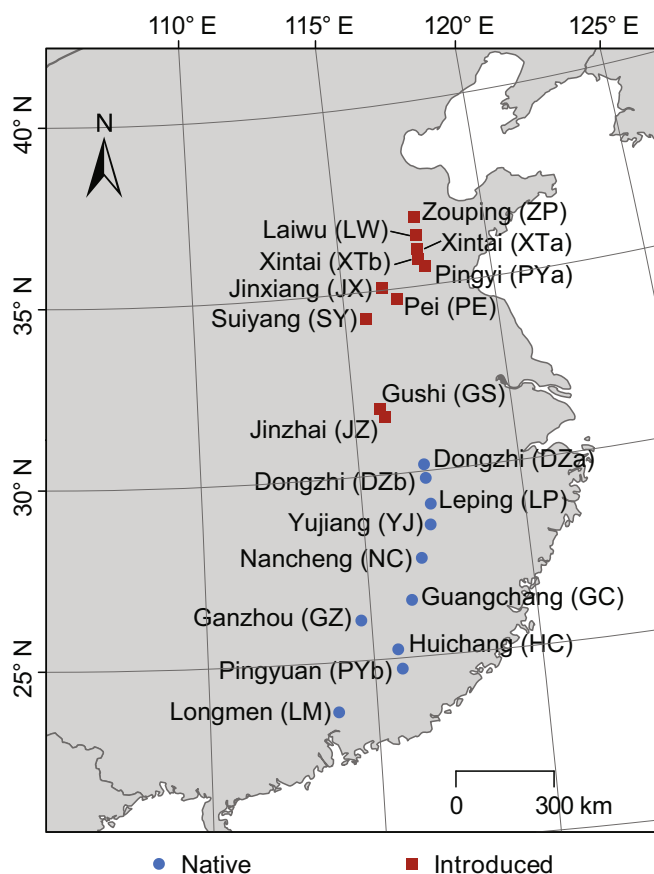 110° E 115° E 120° E 125° E
40° N
35° N
30° N
25° N
N
Zouping (ZP)
Laiwu (LW)
Xintai (XTa)
Xintai (XTb)
Pingyi (PYa)
Jinxiang (JX)
Pei (PE)
Suiyang (SY)
Gushi (GS)
Jinzhai (JZ)
Dongzhi (DZa)
Dongzhi (DZb)
Leping (LP)
Yujiang (YJ)
Nancheng (NC)
Guangchang (GC)
Ganzhou (GZ)
Huichang (HC)
Pingyuan (PYb)
Longmen (LM)
0 300 km
Native Introduced